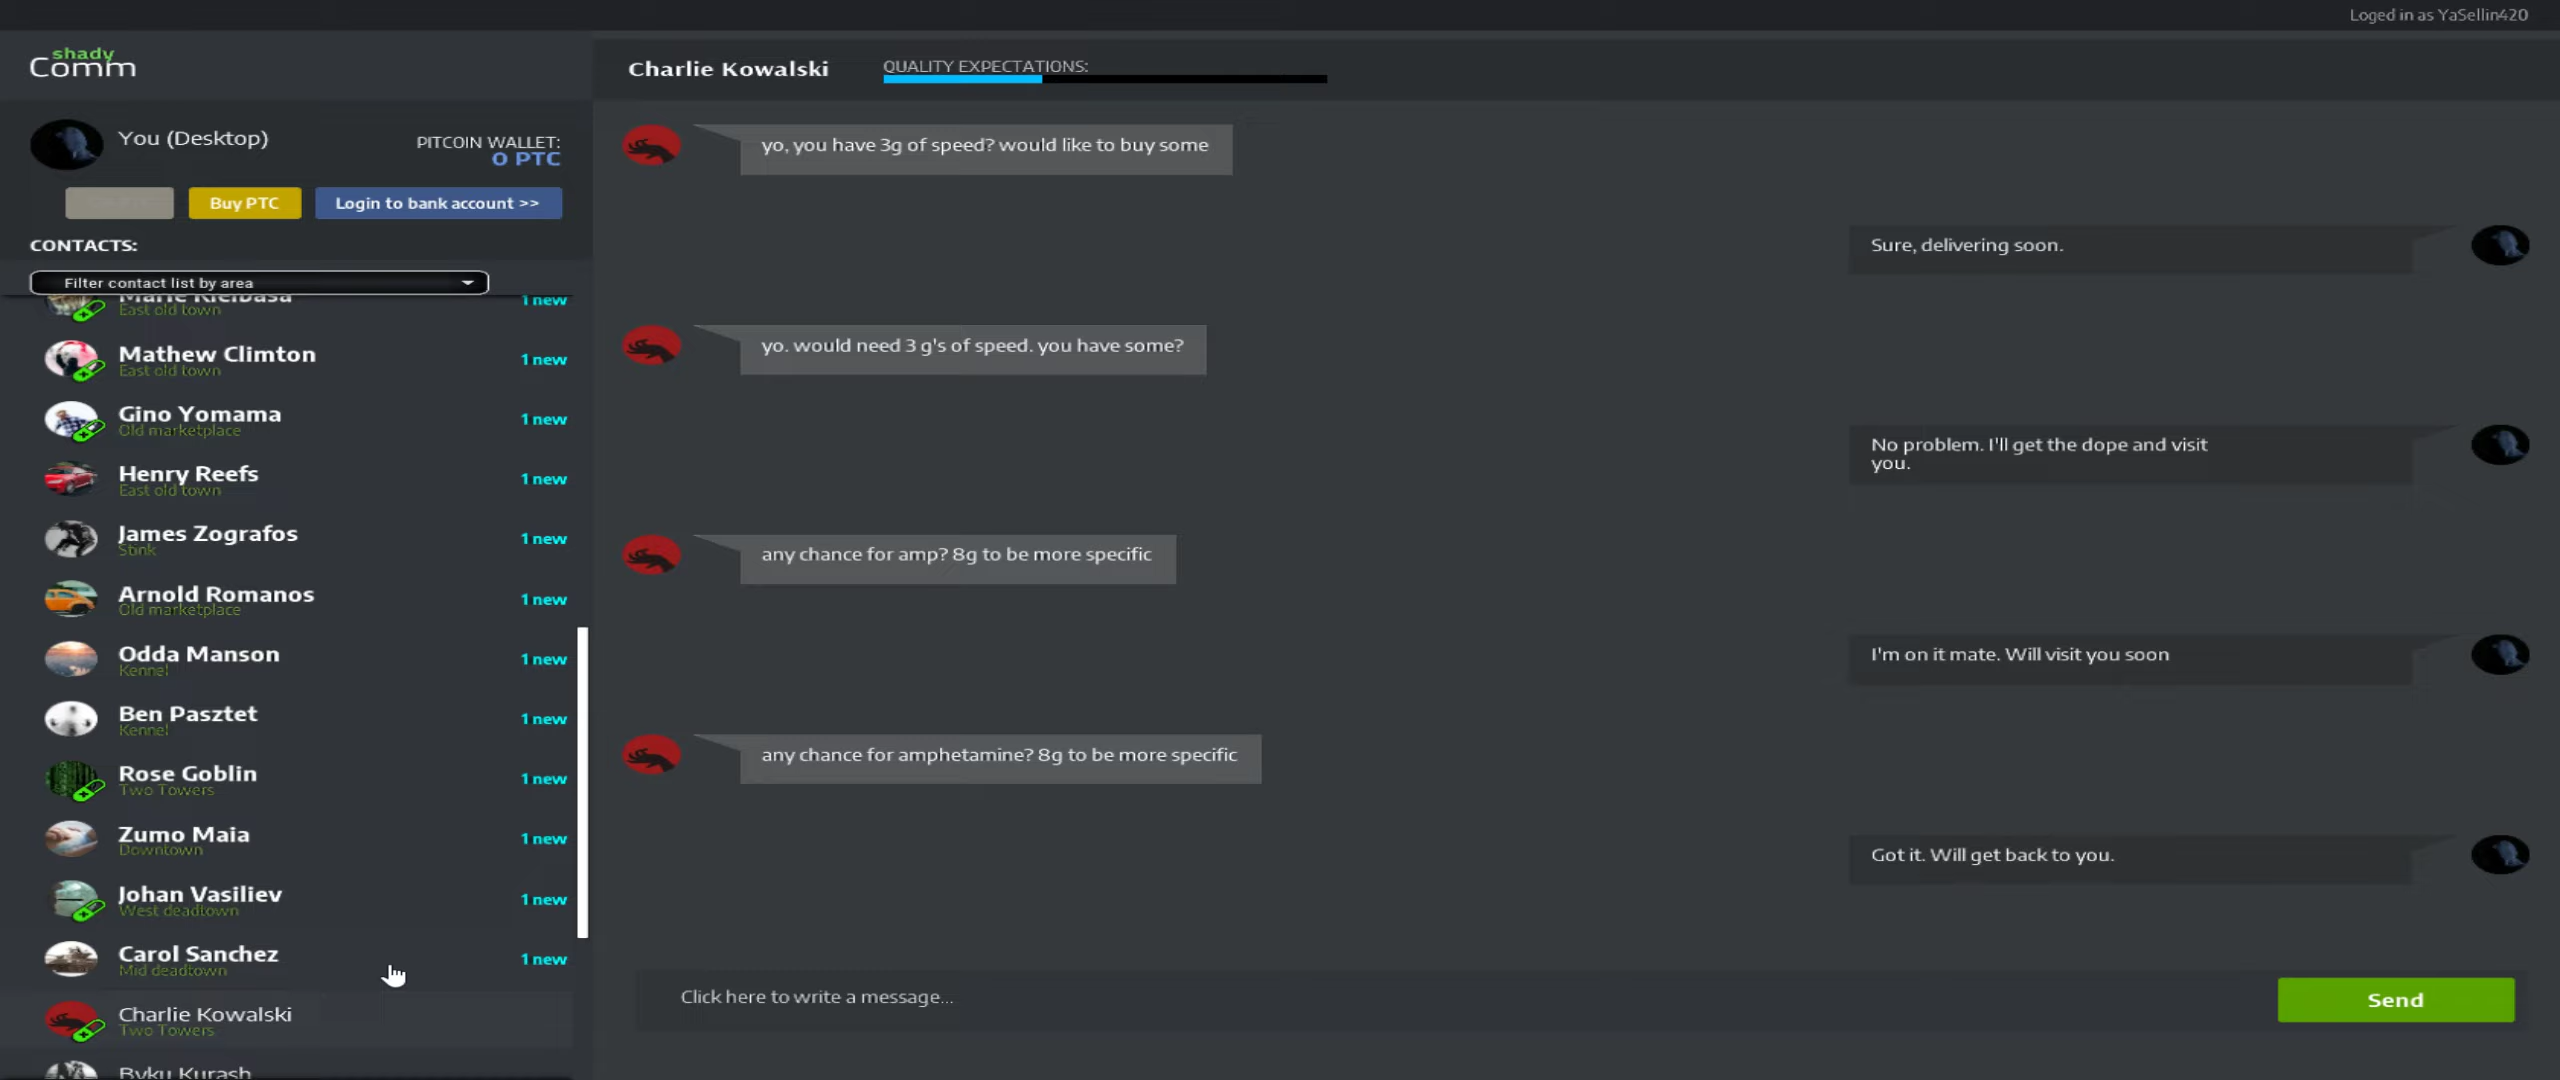 Loged in as YaSellin420
shady
Comm
You (Desktop)
PITCOIN WALLET:
0 PTC
Buy PTC
Login to bank account >>
CONTACTS:
Filter contact list by area
Marie Kielbasa
East old town
1 new
Mathew Climton
East old town
1 new
Gino Yomama
Old marketplace
1 new
Henry Reefs
East old town
1 new
James Zografos
Stink
1 new
Arnold Romanos
Old marketplace
1 new
Odda Manson
Kennel
1 new
Ben Pasztet
Kennel
1 new
Rose Goblin
Two Towers
1 new
Zumo Maia
Downtown
1 new
Johan Vasiliev
West deadtown
1 new
Carol Sanchez
Mid deadtown
1 new
Charlie Kowalski
Two Towers
Byku Kurash
Charlie Kowalski
QUALITY EXPECTATIONS:
yo, you have 3g of speed? would like to buy some
Sure, delivering soon.
yo. would need 3 g's of speed. you have some?
No problem. I'll get the dope and visit
you.
any chance for amp? 8g to be more specific
I'm on it mate. Will visit you soon
any chance for amphetamine? 8g to be more specific
Got it. Will get back to you.
Click here to write a message...
Send